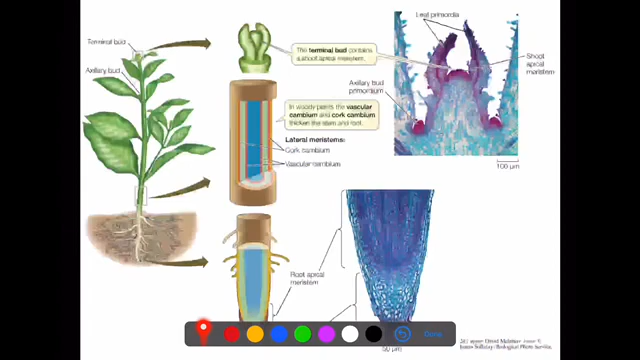 Terminal bud
Axillary bud
The terminal bud contains
a shoot apical meristem.
Leaf primordia
Shoot
apical
meristem
Axillary bud
primordium
100 µm
In woody plants the vascular
cambium and cork cambium
thicken the stem and root.
Lateral meristems:
Cork cambium
Vascular cambium
Root apical
meristem
50 µm
Done